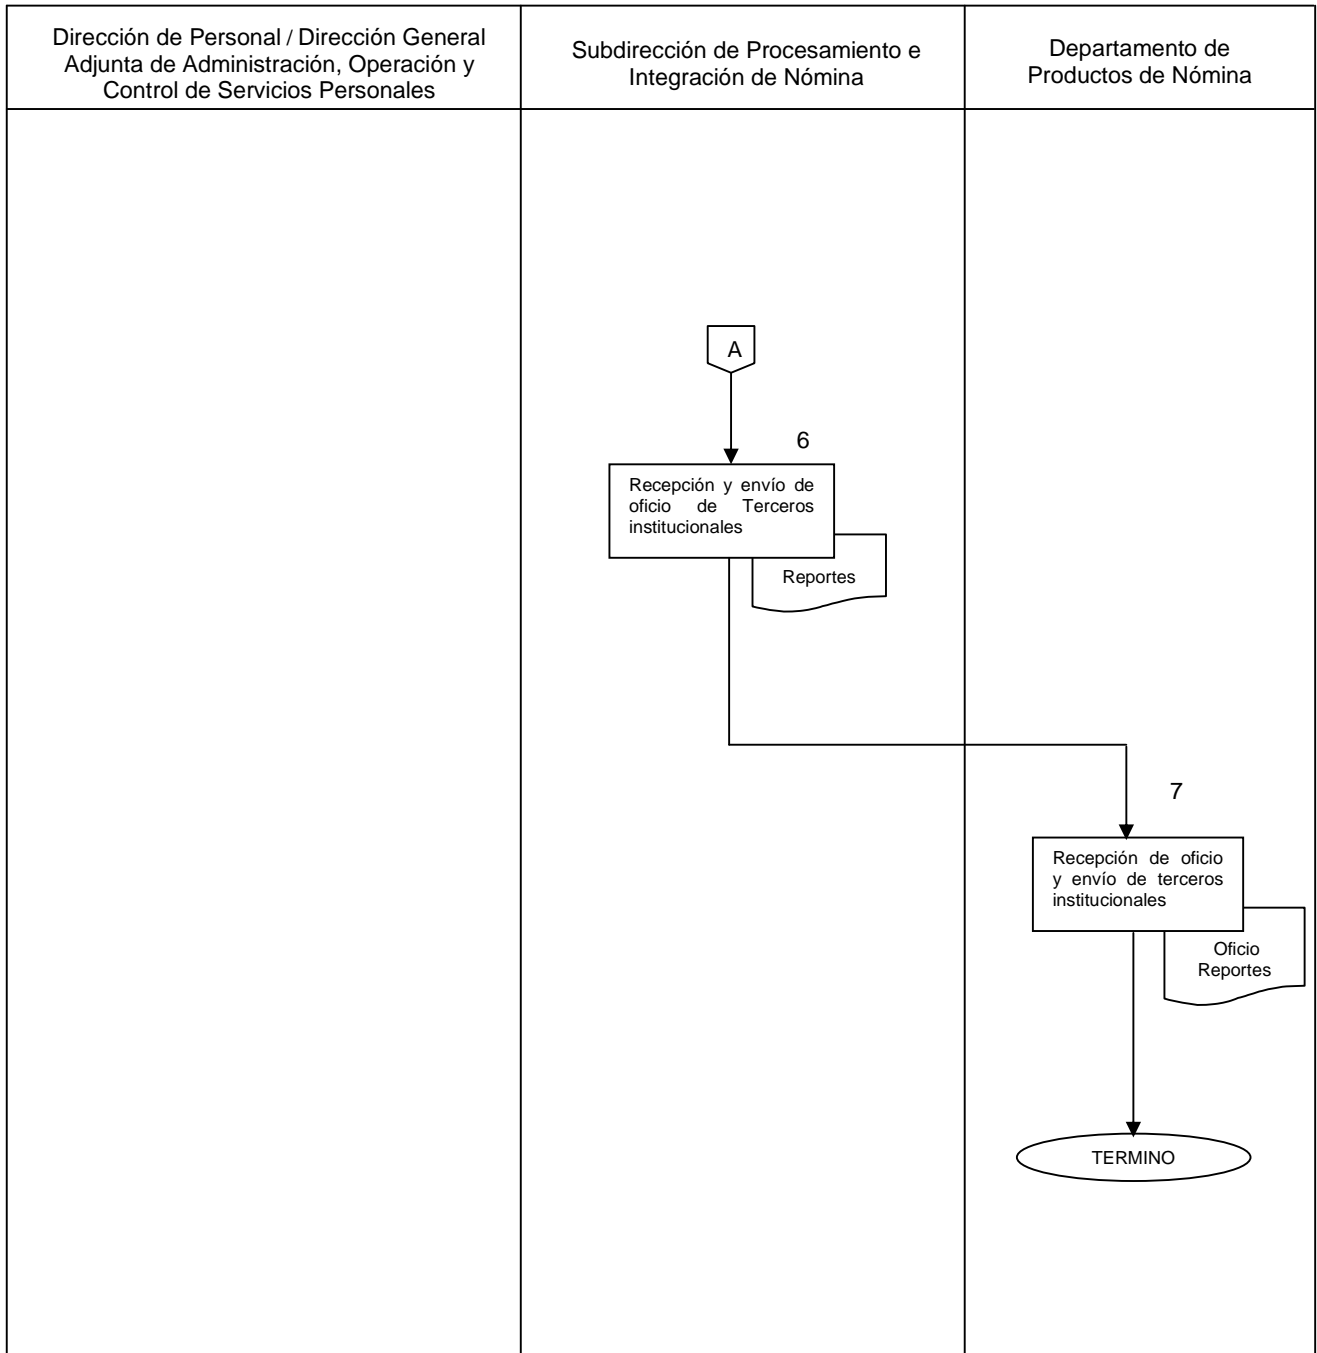 Dirección de Personal / Dirección General
Adjunta de Administración, Operación y
Control de Servicios Personales
Subdirección de Procesamiento e
Integración de Nómina
Departamento de
Productos de Nómina
A
6
Recepción y envío de
oficio de Terceros
institucionales
Reportes
7
Recepción de oficio
y envío de terceros
institucionales
Oficio
Reportes
TERMINO